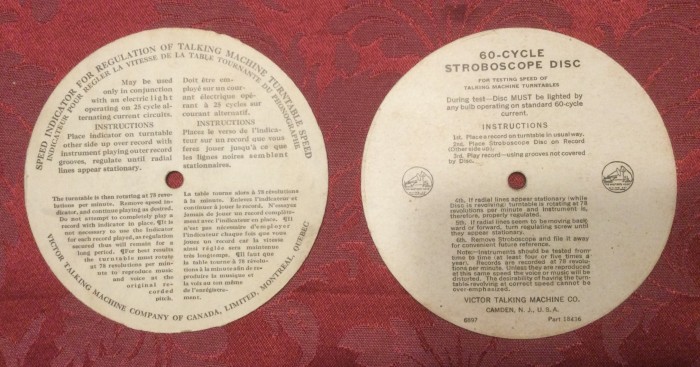 SPEED INDICATOR FOR REGULATION OF TALKING MACHINE TURNTABLE SPEED
INDICATEUR POUR REGLER LA VITESSE DE LA TABLE TOURNANTE DU PHONOGRAPHE
May be used
only in conjunction
with an electric light
operating on 25 cycle al-
ternating current circuits.
INSTRUCTIONS
Place indicator on turntable
other side up over record with
instrument playing outer record
grooves, regulate until radial
lines appear stationary.
Doit être em-
ployé sur un cour-
ant électrique opé-
rant à 25 cycles sur
courant alternatif.
INSTRUCTIONS
Placez le verso de l'indica-
teur sur un record que vous
ferez jouer jusqu'à ce que
les lignes noires semblent
stationnaires.
The turntable is then rotating at 78 revolu-
tions per minute. Remove speed in-
dicator, and continue playing as desired.
Do not attempt to completely play a
record with indicator in place. ¶It is
not necessary to use the Indicator
for each record played, as regulation
secured thus will remain for a
long period. ¶For best results
the turntable must rotate
at 78 revolutions per min-
ute to reproduce music
and voice at the
original re-
corded
pitch.
La table tourne alors à 78 révolutions
à la minute. Enlevez l'indicateur et
continuez à jouer le record. N'essayez
jamais de jouer un record complète-
ment avec l'indicateur en place. ¶Il
n'est pas nécessaire d'employer
l'indicateur chaque fois que vous
jouez un record car la vitesse
ainsi réglée sera maintenue
très longtemps. ¶Il faut que
la table tourne à 78 révolu-
tions à la minute afin de re-
produire la musique et
la voix au ton même
de l'enrégistre-
ment.
VICTOR TALKING MACHINE COMPANY OF CANADA, LIMITED, MONTREAL, QUEBEC
60-CYCLE
STROBOSCOPE DISC
FOR TESTING SPEED OF
TALKING MACHINE TURNTABLES
During test—Disc MUST be lighted by
any bulb operating on standard 60-cycle
current.
INSTRUCTIONS
1st. Place a record on turntable in usual way.
2nd. Place Stroboscope Disc on Record
(other side up).
3rd. Play record—using grooves not covered
by Disc.
4th. If radial lines appear stationary (while
Disc is revolving) turntable is rotating at 78
revolutions per minute and instrument is,
therefore, properly regulated.
5th. If radial lines seem to be moving back-
ward or forward, turn regulating screw until
they appear stationary.
6th. Remove Stroboscope and file it away
for convenient future reference.
Note:—Instruments should be tested from
time to time (at least four or five times a
year). Records are recorded at 78 revolu-
tions per minute. Unless they are reproduced
at this same speed the voice or music will be
distorted. The desirability of having the turn-
table revolving at correct speed cannot be
over-emphasized.
VICTOR TALKING MACHINE CO.
CAMDEN, N. J., U. S. A.
8897 Part 10436